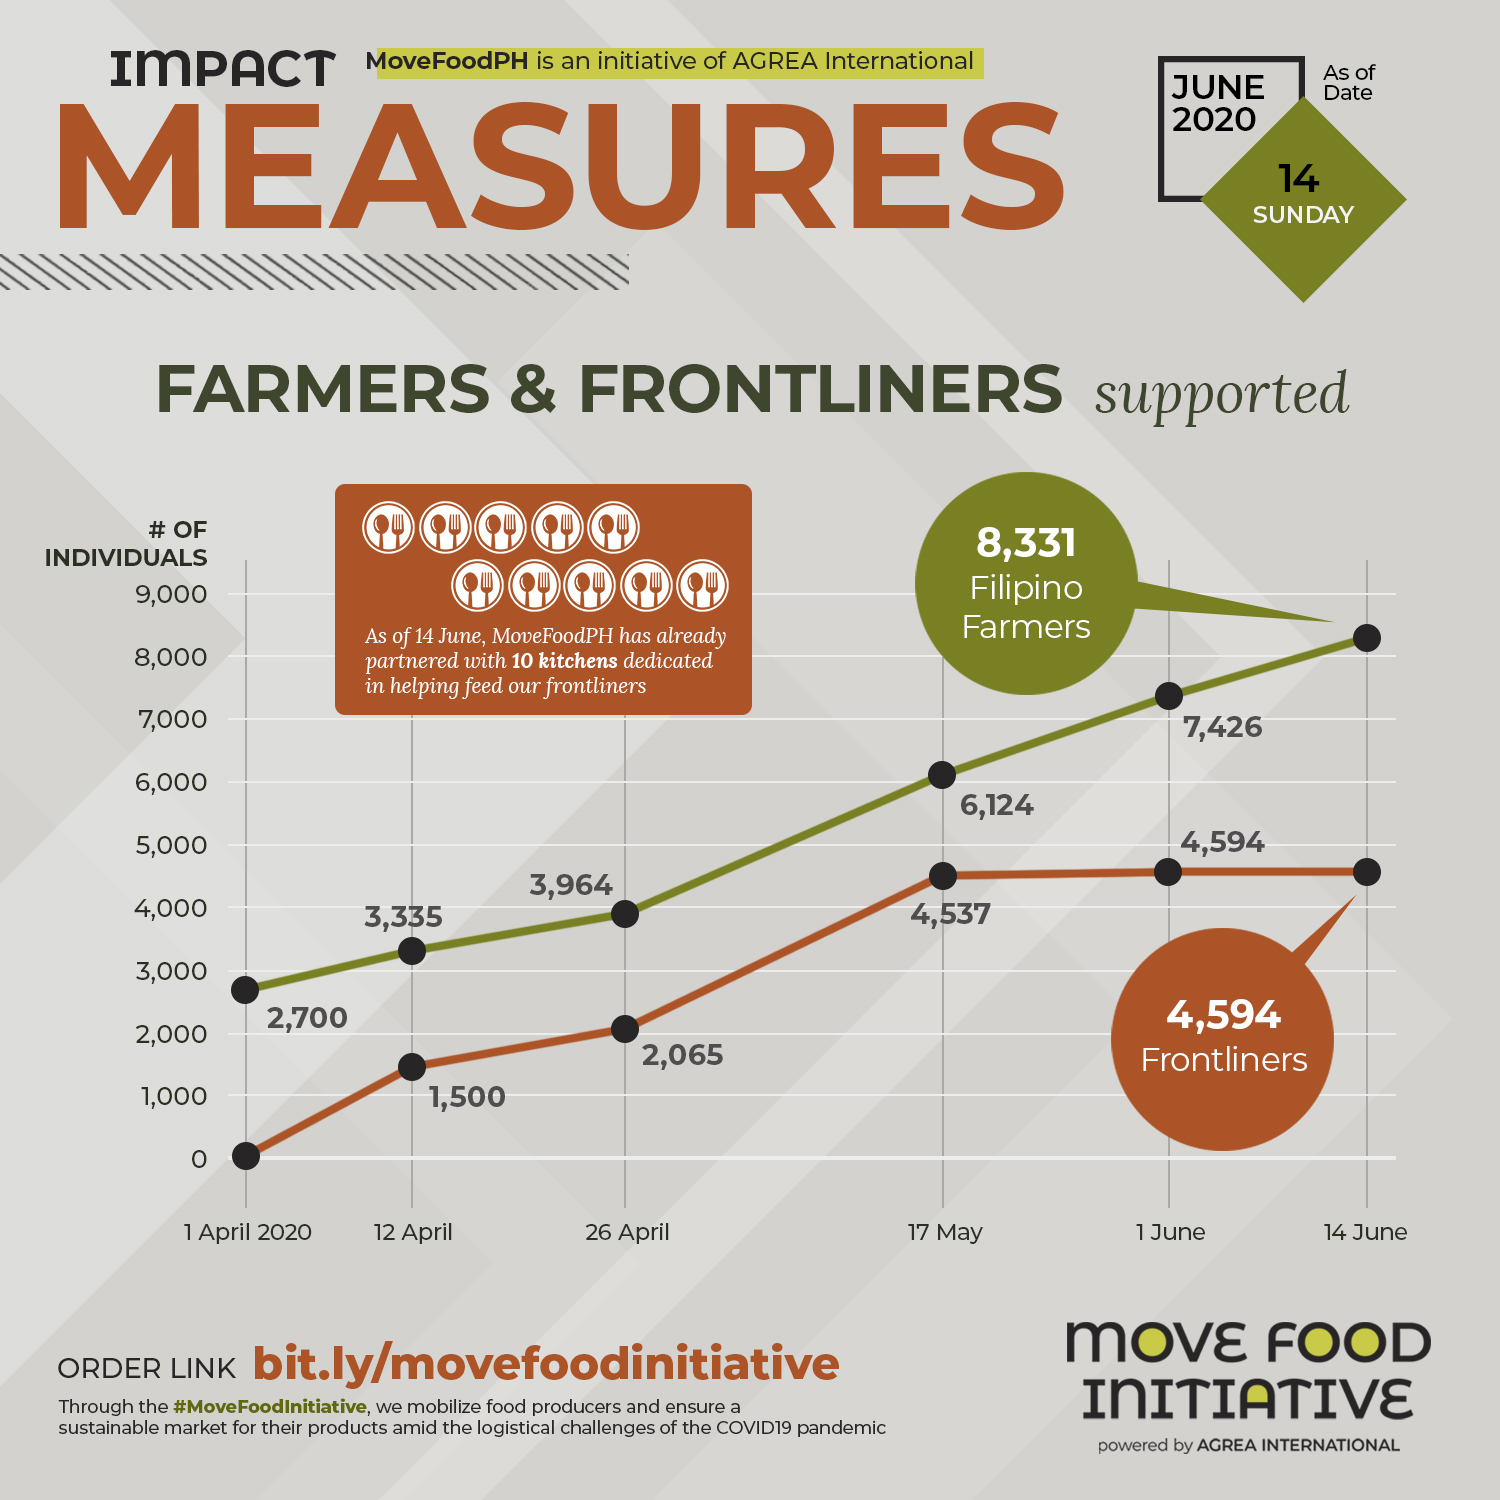 IMPACT
MoveFoodPH is an initiative of AGREA International
MEASURES
JUNE
2020
As of
Date
14
SUNDAY
FARMERS & FRONTLINERS supported
# OF
INDIVIDUALS
9,000
8,000
7,000
6,000
5,000
4,000
3,000
2,000
1,000
0
As of 14 June, MoveFoodPH has already
partnered with 10 kitchens dedicated
in helping feed our frontliners
8,331
Filipino
Farmers
7,426
6,124
4,594
3,964
3,335
4,537
2,700
2,065
1,500
4,594
Frontliners
1 April 2020
12 April
26 April
17 May
1 June
14 June
ORDER LINK bit.ly/movefoodinitiative
Through the #MoveFoodInitiative, we mobilize food producers and ensure a
sustainable market for their products amid the logistical challenges of the COVID19 pandemic
MOVE FOOD
INITIATIVE
powered by AGREA INTERNATIONAL